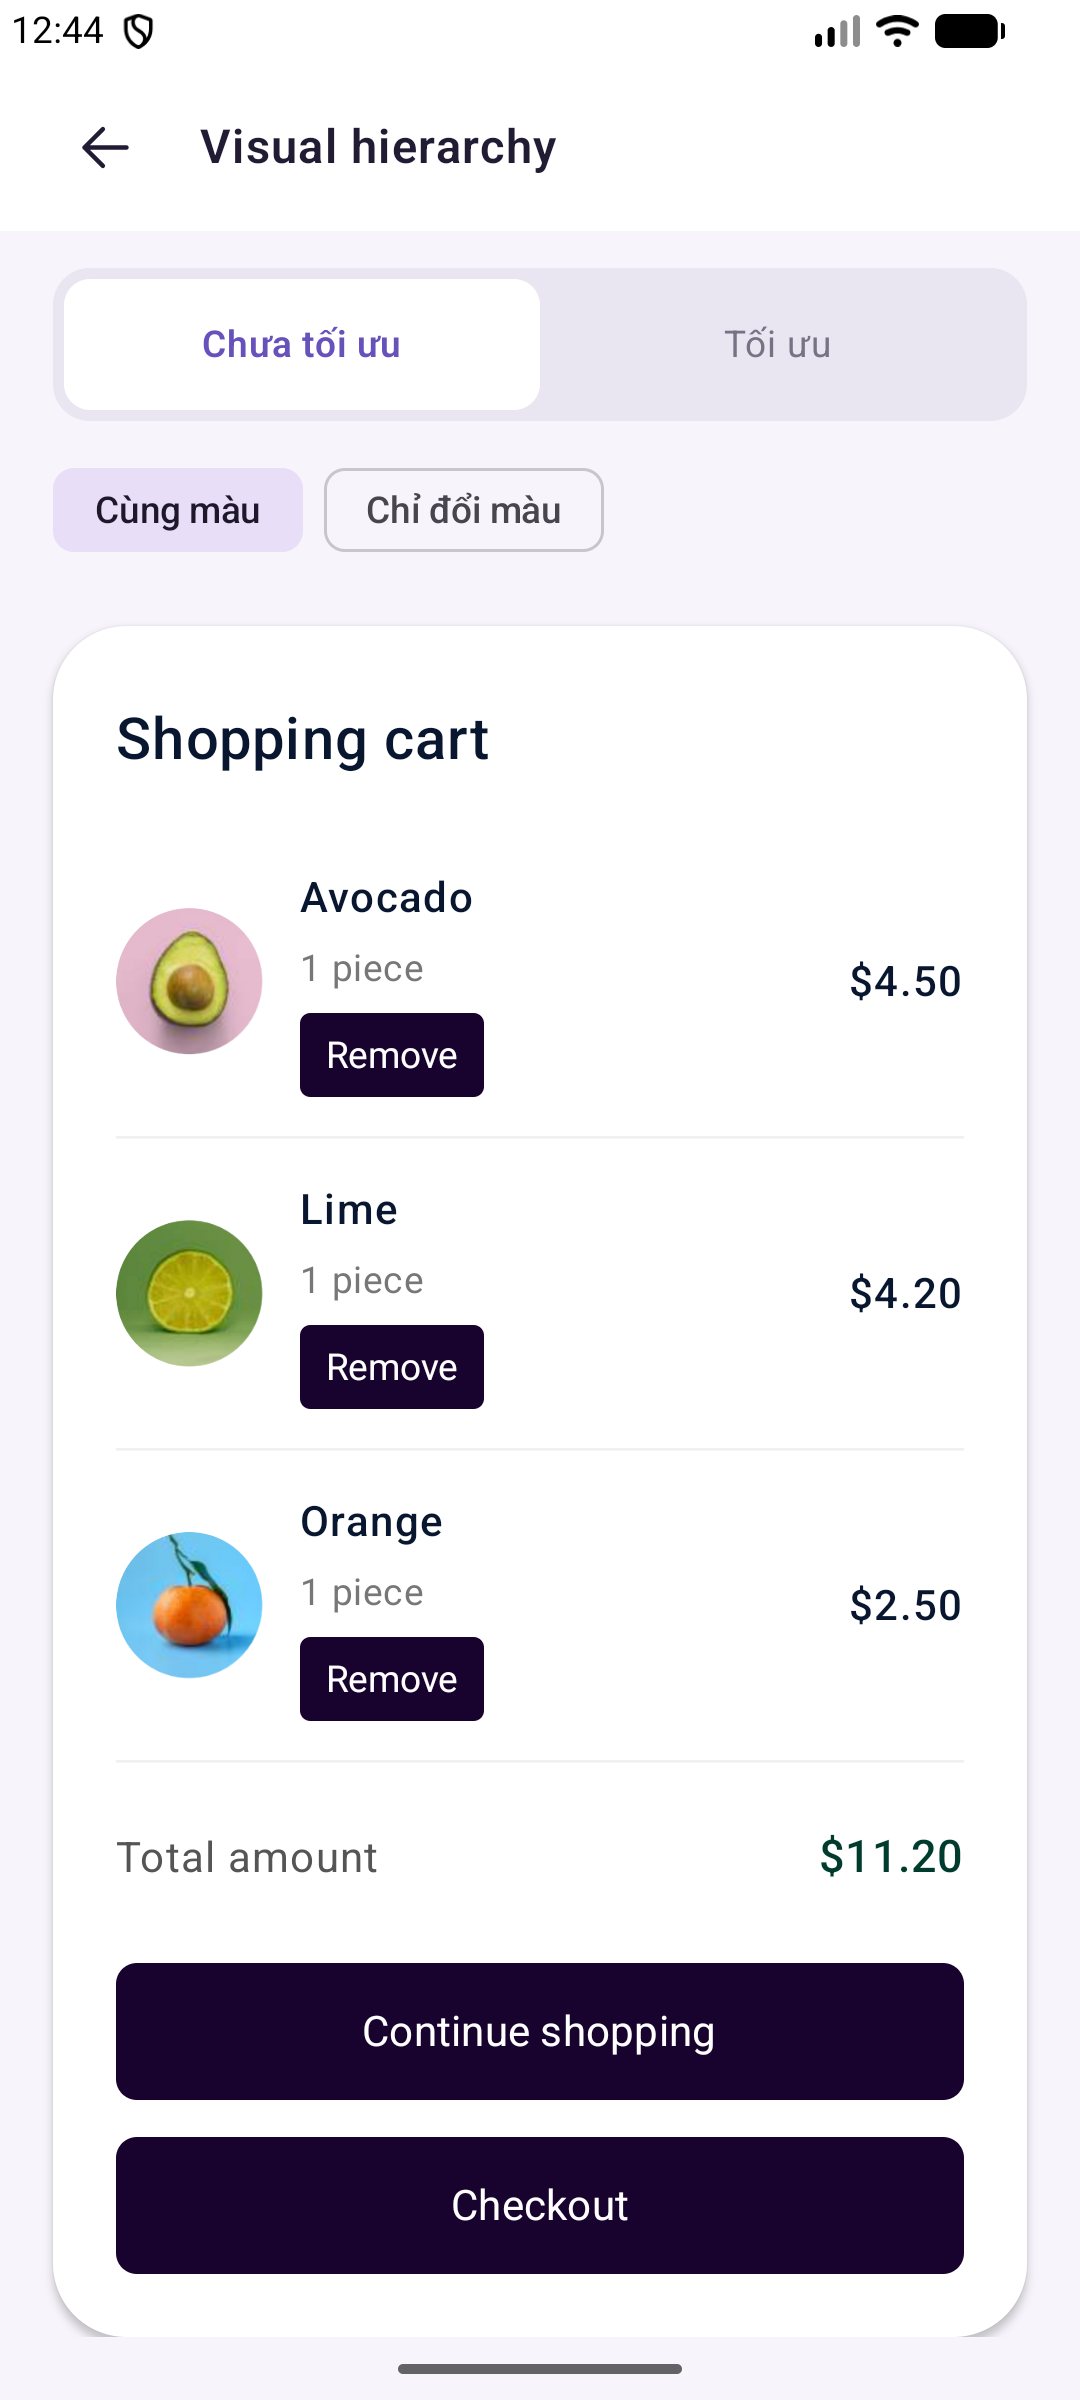 12:44
Visual hierarchy
Chưa tối ưu
Tối ưu
Cùng màu
Chỉ đổi màu
Shopping cart
Avocado
1 piece
$4.50
Remove
Lime
1 piece
$4.20
Remove
Orange
1 piece
$2.50
Remove
Total amount
$11.20
Continue shopping
Checkout